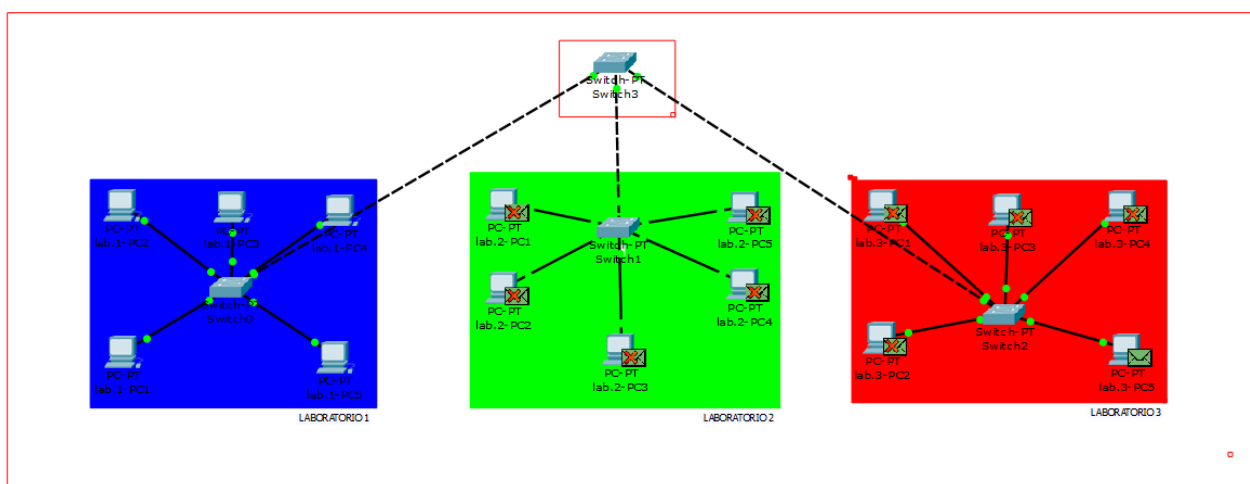 Switch-PT
Switch3
PC-PT
lab.1-PC2
PC-PT
lab.1-PC3
PC-PT
lab.1-PC4
Switch-PT
Switch0
PC-PT
lab.1-PC1
PC-PT
lab.1-PC5
LABORATORIO 1
PC-PT
lab.2-PC1
Switch-PT
Switch1
PC-PT
lab.2-PC5
PC-PT
lab.2-PC2
PC-PT
lab.2-PC4
PC-PT
lab.2-PC3
LABORATORIO 2
PC-PT
lab.3-PC1
PC-PT
lab.3-PC3
PC-PT
lab.3-PC4
Switch-PT
Switch2
PC-PT
lab.3-PC2
PC-PT
lab.3-PC5
LABORATORIO 3